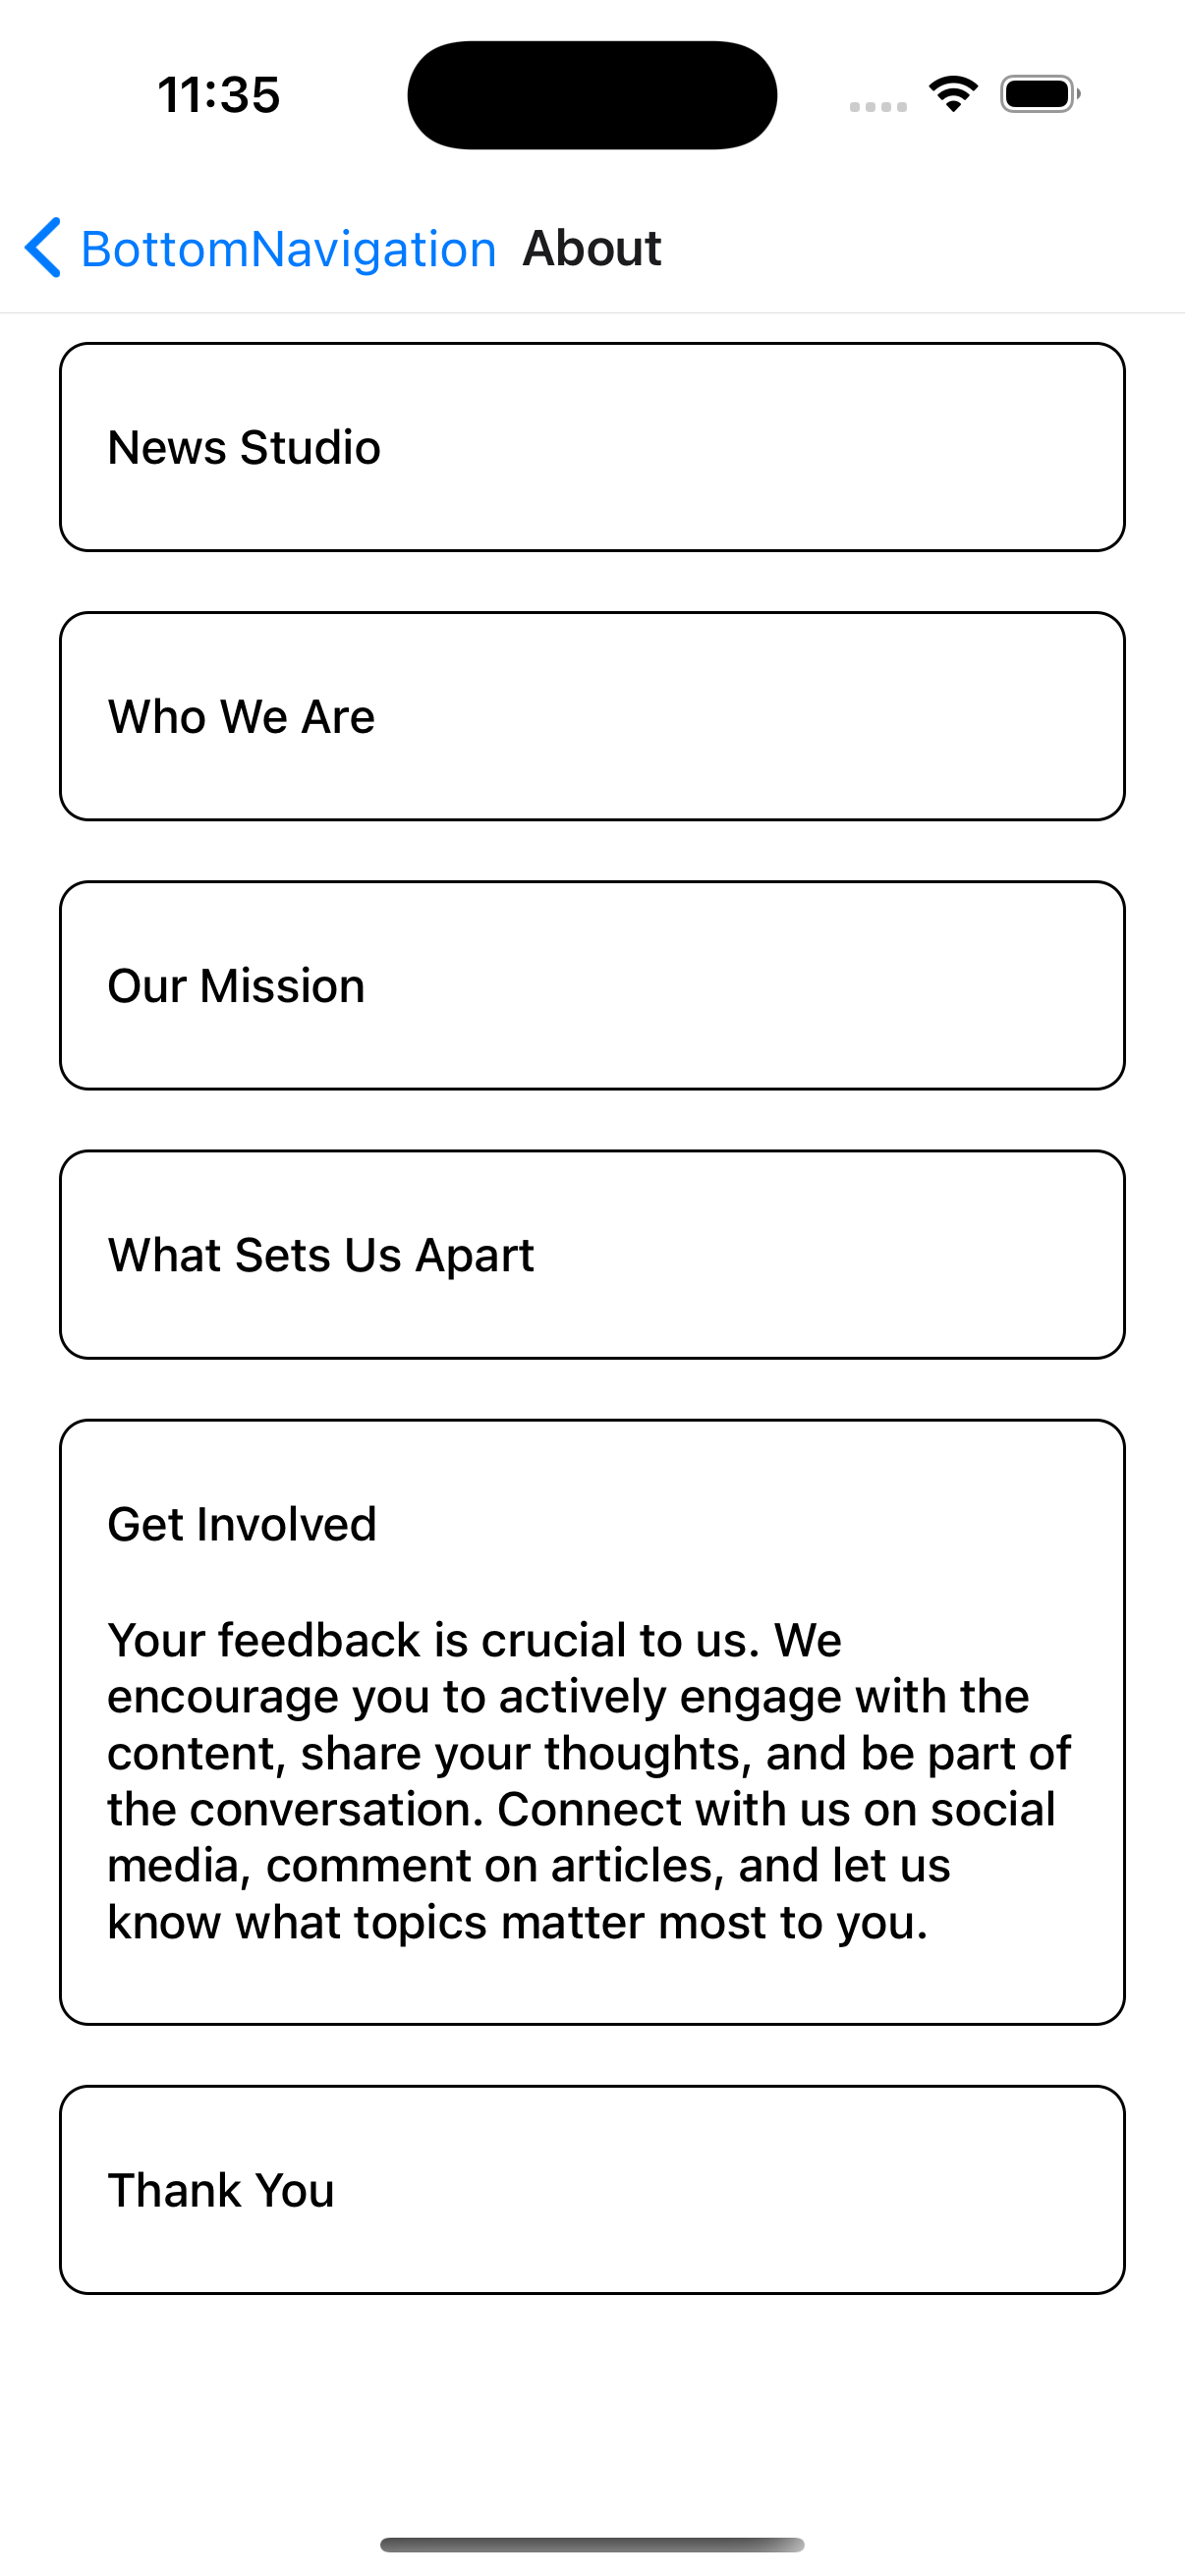 11:35
BottomNavigation About
News Studio
Who We Are
Our Mission
What Sets Us Apart
Get Involved
Your feedback is crucial to us. We
encourage you to actively engage with the
content, share your thoughts, and be part of
the conversation. Connect with us on social
media, comment on articles, and let us
know what topics matter most to you.
Thank You